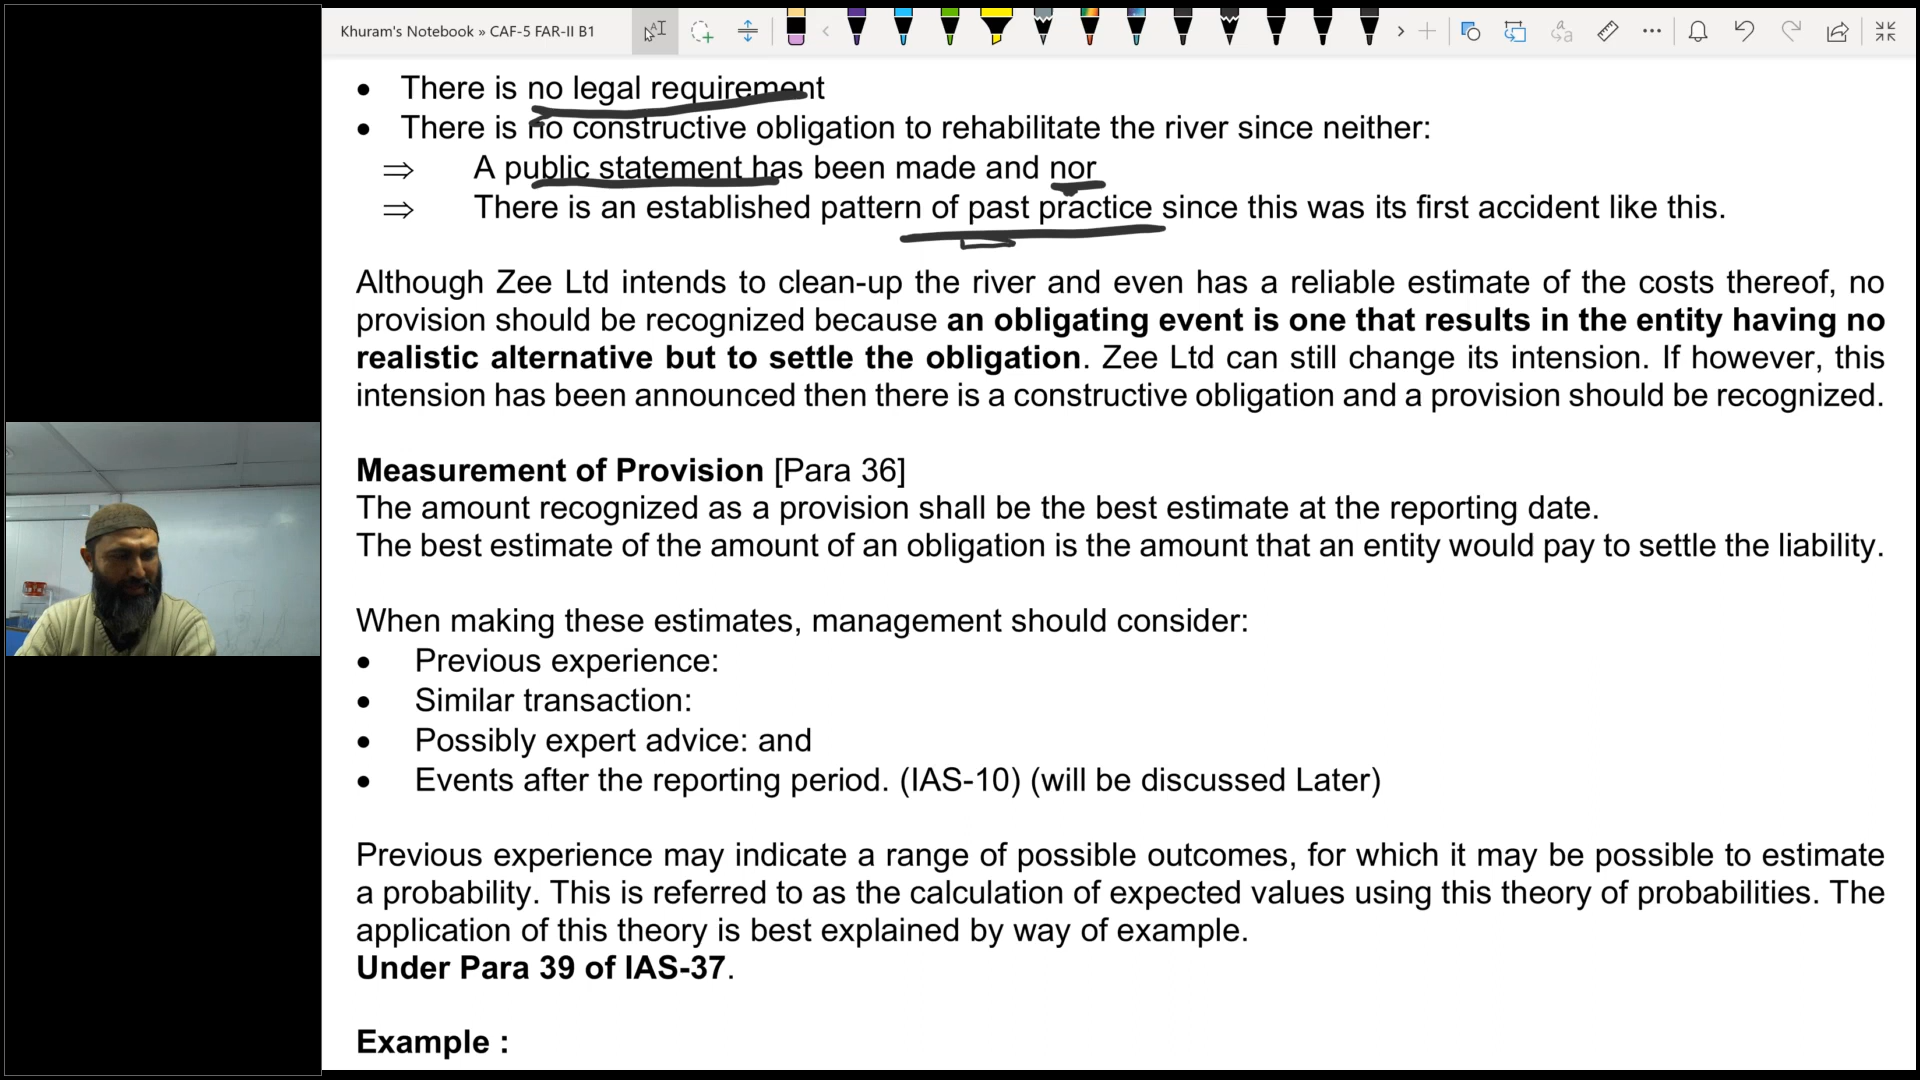 Khuram's Notebook » CAF-5 FAR-II B1
• There is no legal requirement
• There is no constructive obligation to rehabilitate the river since neither:
⇒ A public statement has been made and nor
⇒ There is an established pattern of past practice since this was its first accident like this.
Although Zee Ltd intends to clean-up the river and even has a reliable estimate of the costs thereof, no
provision should be recognized because an obligating event is one that results in the entity having no
realistic alternative but to settle the obligation. Zee Ltd can still change its intension. If however, this
intension has been announced then there is a constructive obligation and a provision should be recognized.
Measurement of Provision [Para 36]
The amount recognized as a provision shall be the best estimate at the reporting date.
The best estimate of the amount of an obligation is the amount that an entity would pay to settle the liability.
When making these estimates, management should consider:
• Previous experience:
• Similar transaction:
• Possibly expert advice: and
• Events after the reporting period. (IAS-10) (will be discussed Later)
Previous experience may indicate a range of possible outcomes, for which it may be possible to estimate
a probability. This is referred to as the calculation of expected values using this theory of probabilities. The
application of this theory is best explained by way of example.
Under Para 39 of IAS-37.
Example :